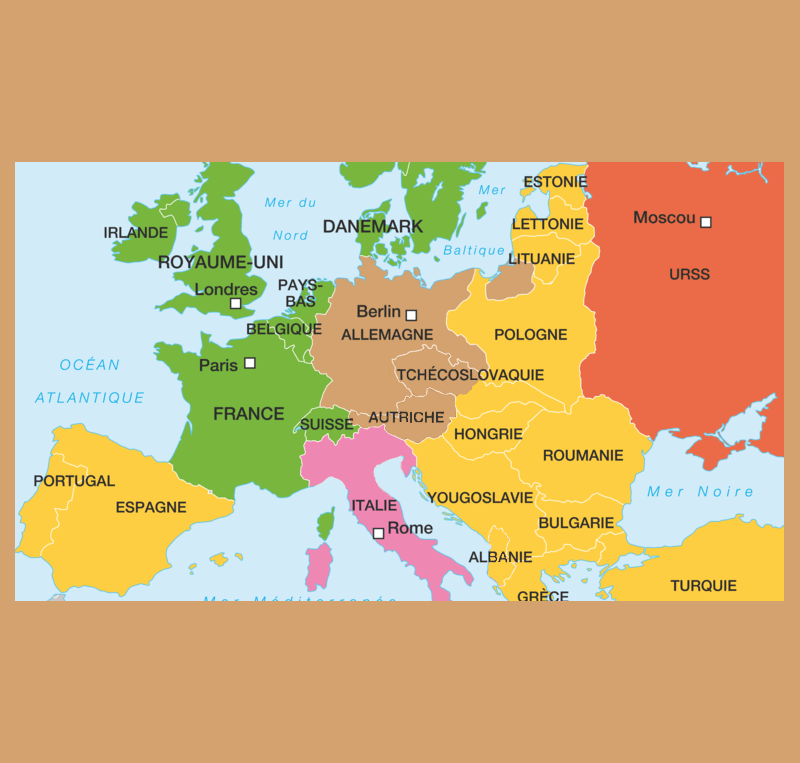 ESTONIE
Mer
Mer du
Nord
Baltique
Moscou
LETTONIE
DANEMARK
IRLANDE
LITUANIE
ROYAUME-UNI
URSS
Londres
PAYS-
BAS
Berlin
BELGIQUE
ALLEMAGNE
POLOGNE
OCÉAN
ATLANTIQUE
Paris
TCHÉCOSLOVAQUIE
FRANCE
SUISSE
AUTRICHE
HONGRIE
ROUMANIE
PORTUGAL
ESPAGNE
Mer Noire
YOUGOSLAVIE
ITALIE
Rome
BULGARIE
ALBANIE
TURQUIE
GRÈCE
Mer Méditerranée